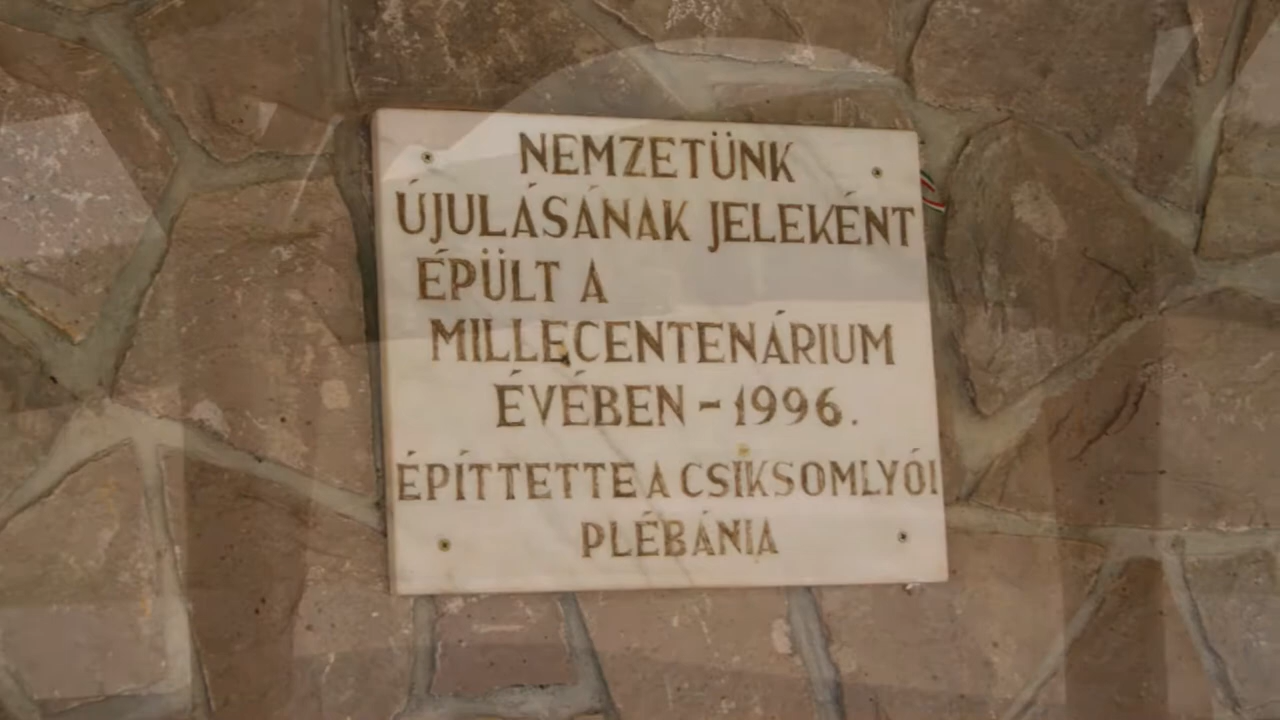 NEMZETÜNK
ÚJULÁSÁNAK JELEKÉNT
ÉPÜLT A
MILLECENTENÁRIUM
ÉVÉBEN - 1996.
ÉPÍTTETTE A CSÍKSOMLYÓI
PLÉBÁNIA